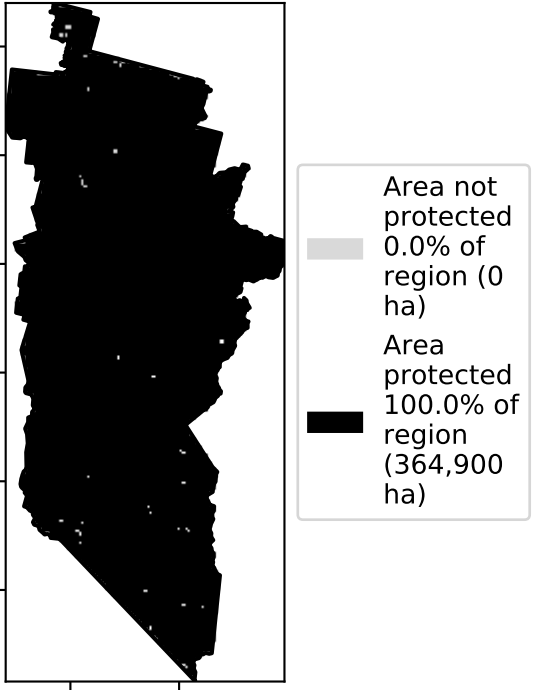 Area not
protected
0.0% of
region (0
ha)
Area
protected
100.0% of
region
(364,900
ha)